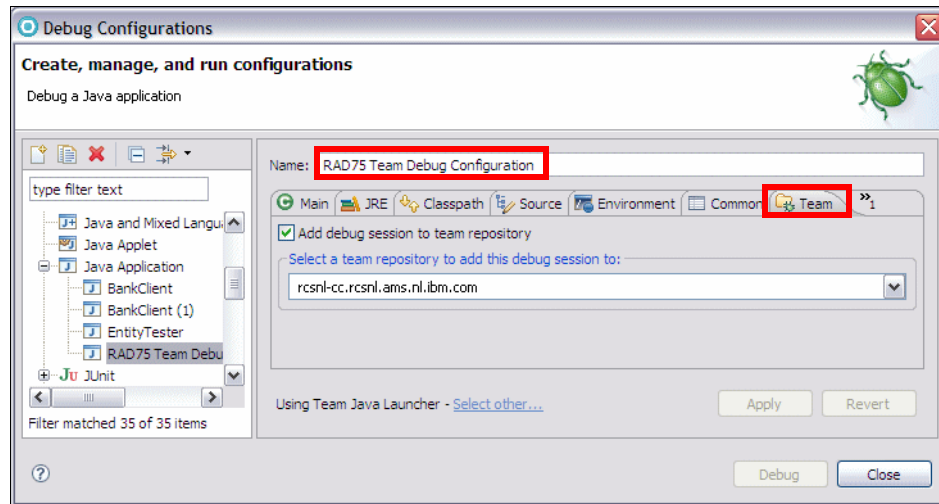 Debug Configurations
Create, manage, and run configurations
Debug a Java application
Name: RAD75 Team Debug Configuration
type filter text
Main JRE Classpath Source Environment Common Team »1
Java and Mixed Langu
Java Applet
Java Application
BankClient
BankClient (1)
EntityTester
RAD75 Team Debu
JUnit
Filter matched 35 of 35 items
Add debug session to team repository
Select a team repository to add this debug session to:
rcsnl-cc.rcsnl.ams.nl.ibm.com
Using Team Java Launcher - Select other...
Apply Revert
Debug Close